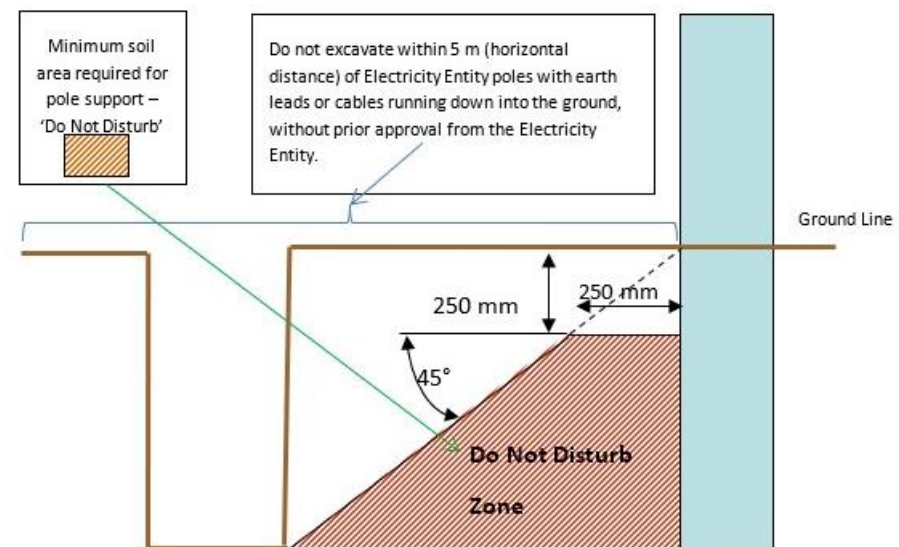 Minimum soil
area required for
pole support –
‘Do Not Disturb’
Do not excavate within 5 m (horizontal
distance) of Electricity Entity poles with earth
leads or cables running down into the ground,
without prior approval from the Electricity
Entity.
Ground Line
250 mm
250 mm
45°
Do Not Disturb
Zone